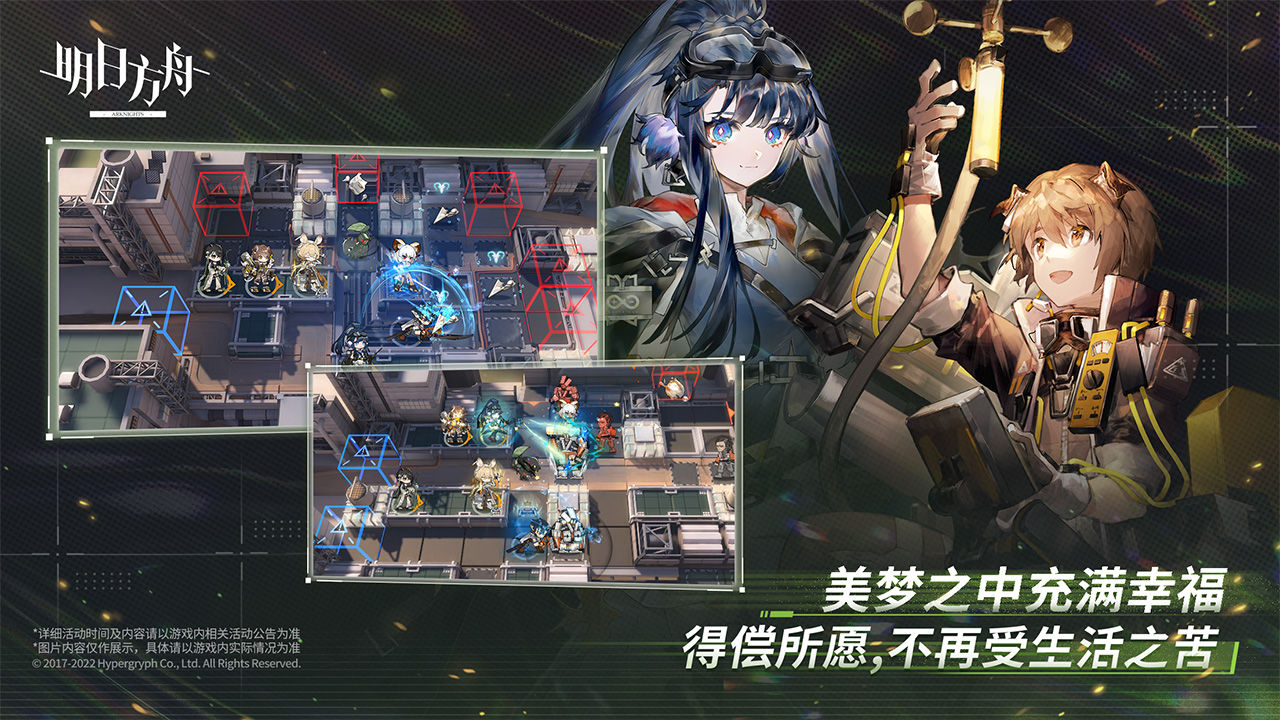 明日方舟
ARKNIGHTS
美梦之中充满幸福
得偿所愿,不再受生活之苦
*详细活动时间及内容请以游戏内相关活动公告为准
*图片内容仅作展示，具体请以游戏内实际情况为准
© 2017-2022 Hypergryph Co., Ltd. All Rights Reserved.